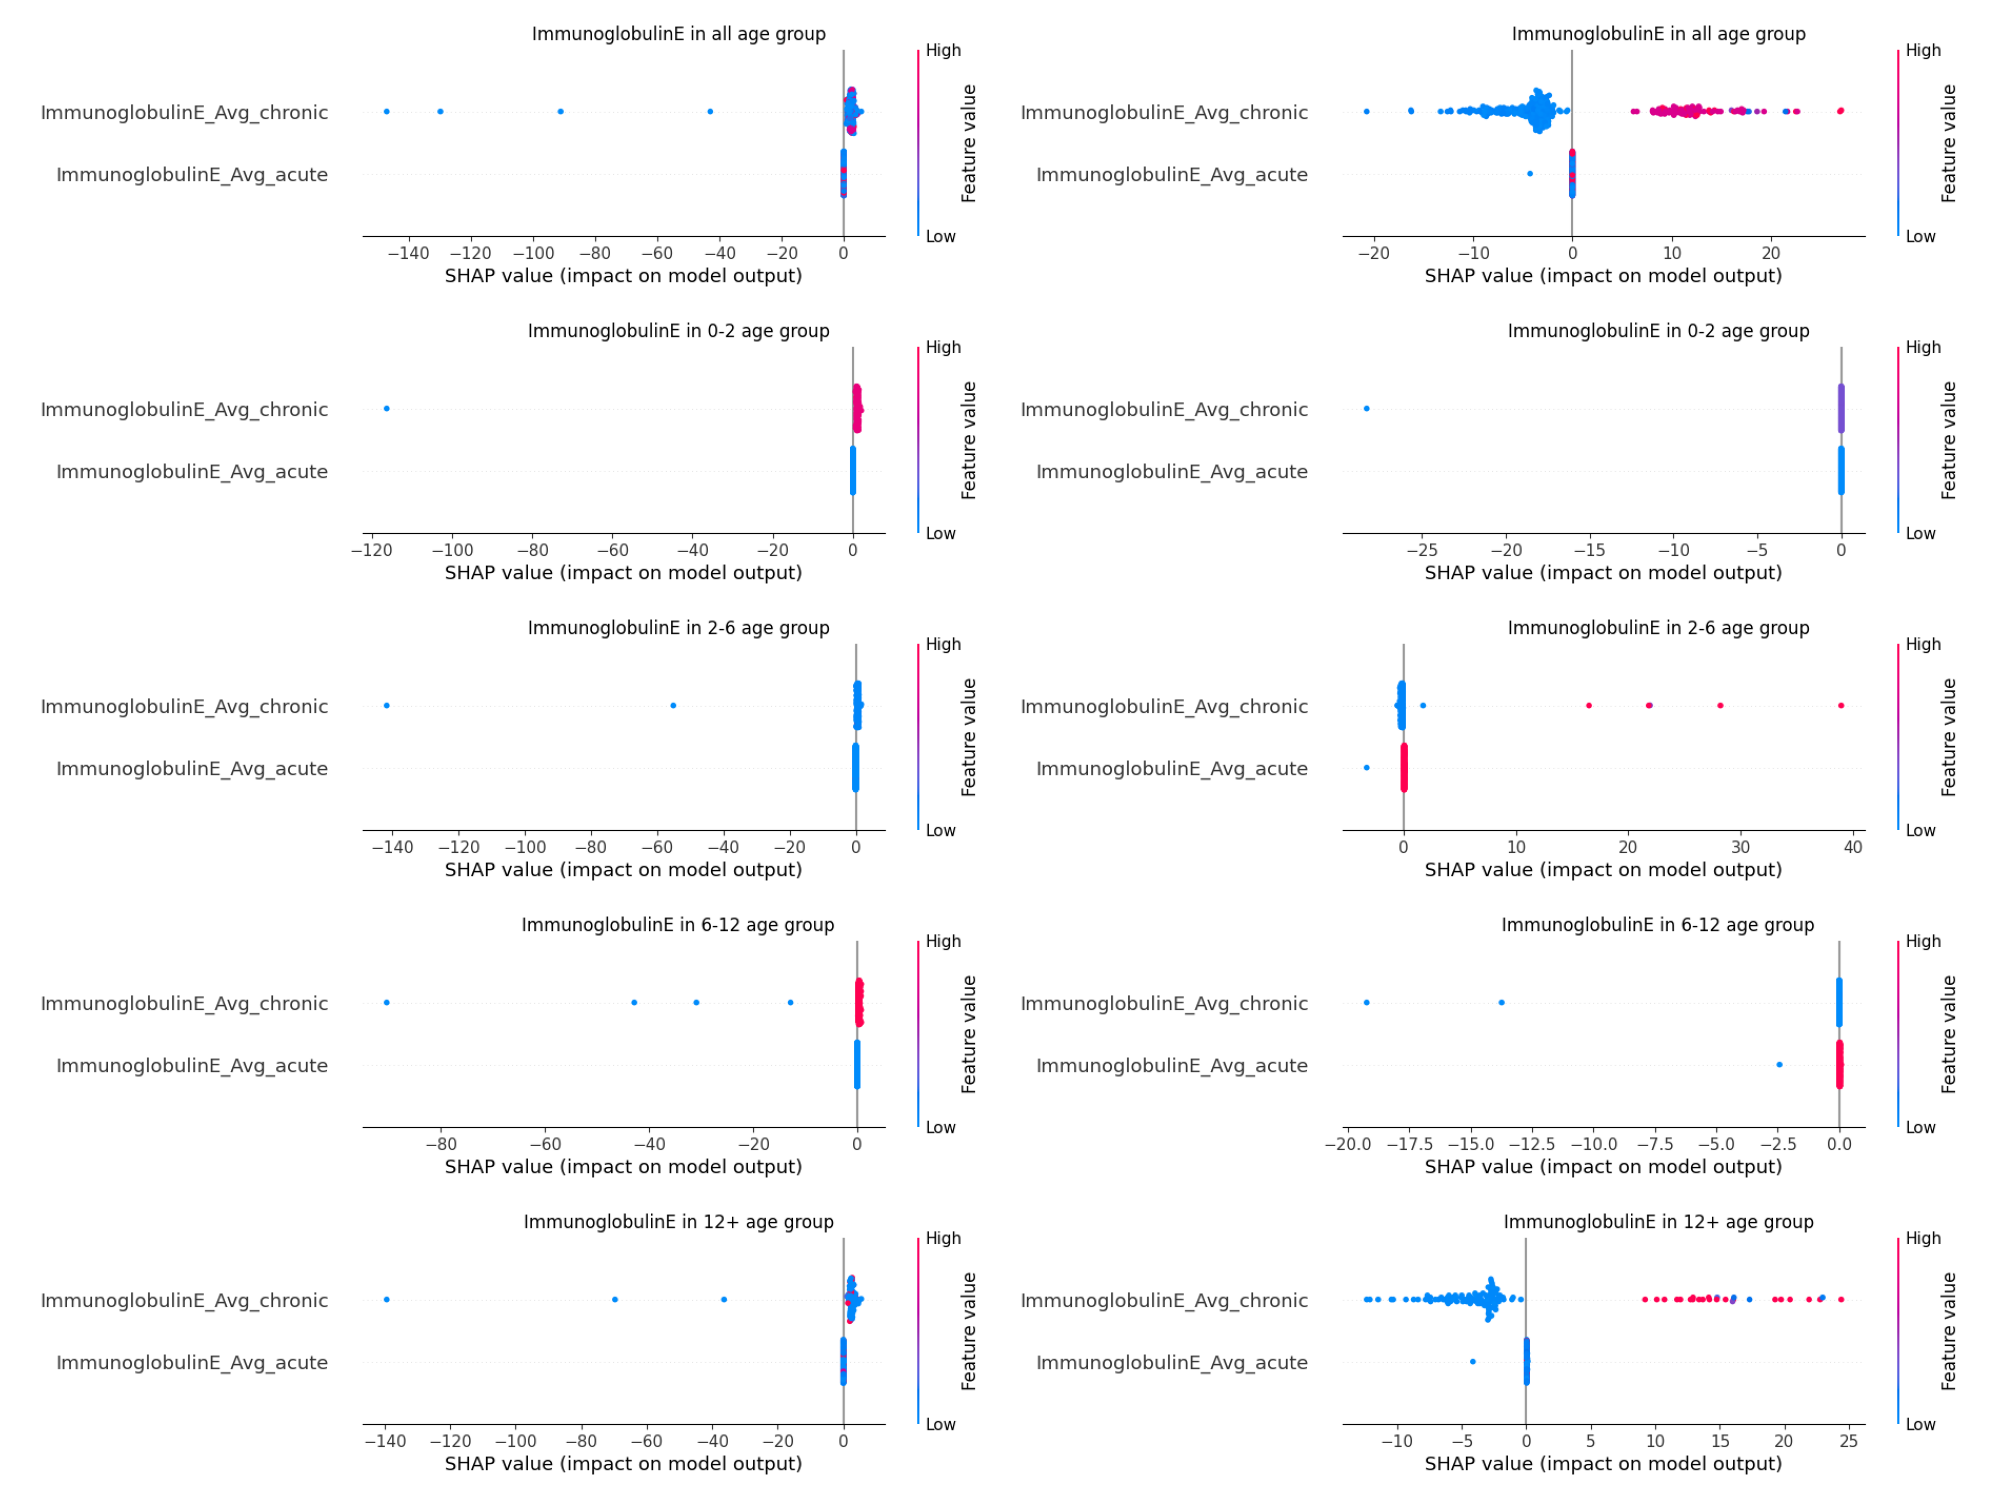 ImmunoglobulinE in all age group
High
ImmunoglobulinE_Avg_chronic
ImmunoglobulinE_Avg_acute
Feature value
Low
−140 −120 −100 −80 −60 −40 −20 0
SHAP value (impact on model output)
ImmunoglobulinE in all age group
High
ImmunoglobulinE_Avg_chronic
ImmunoglobulinE_Avg_acute
Feature value
Low
−20 −10 0 10 20
SHAP value (impact on model output)
ImmunoglobulinE in 0-2 age group
High
ImmunoglobulinE_Avg_chronic
ImmunoglobulinE_Avg_acute
Feature value
Low
−120 −100 −80 −60 −40 −20 0
SHAP value (impact on model output)
ImmunoglobulinE in 0-2 age group
High
ImmunoglobulinE_Avg_chronic
ImmunoglobulinE_Avg_acute
Feature value
Low
−25 −20 −15 −10 −5 0
SHAP value (impact on model output)
ImmunoglobulinE in 2-6 age group
High
ImmunoglobulinE_Avg_chronic
ImmunoglobulinE_Avg_acute
Feature value
Low
−140 −120 −100 −80 −60 −40 −20 0
SHAP value (impact on model output)
ImmunoglobulinE in 2-6 age group
High
ImmunoglobulinE_Avg_chronic
ImmunoglobulinE_Avg_acute
Feature value
Low
0 10 20 30 40
SHAP value (impact on model output)
ImmunoglobulinE in 6-12 age group
High
ImmunoglobulinE_Avg_chronic
ImmunoglobulinE_Avg_acute
Feature value
Low
−80 −60 −40 −20 0
SHAP value (impact on model output)
ImmunoglobulinE in 6-12 age group
High
ImmunoglobulinE_Avg_chronic
ImmunoglobulinE_Avg_acute
Feature value
Low
−20.0 −17.5 −15.0 −12.5 −10.0 −7.5 −5.0 −2.5 0.0
SHAP value (impact on model output)
ImmunoglobulinE in 12+ age group
High
ImmunoglobulinE_Avg_chronic
ImmunoglobulinE_Avg_acute
Feature value
Low
−140 −120 −100 −80 −60 −40 −20 0
SHAP value (impact on model output)
ImmunoglobulinE in 12+ age group
High
ImmunoglobulinE_Avg_chronic
ImmunoglobulinE_Avg_acute
Feature value
Low
−10 −5 0 5 10 15 20 25
SHAP value (impact on model output)